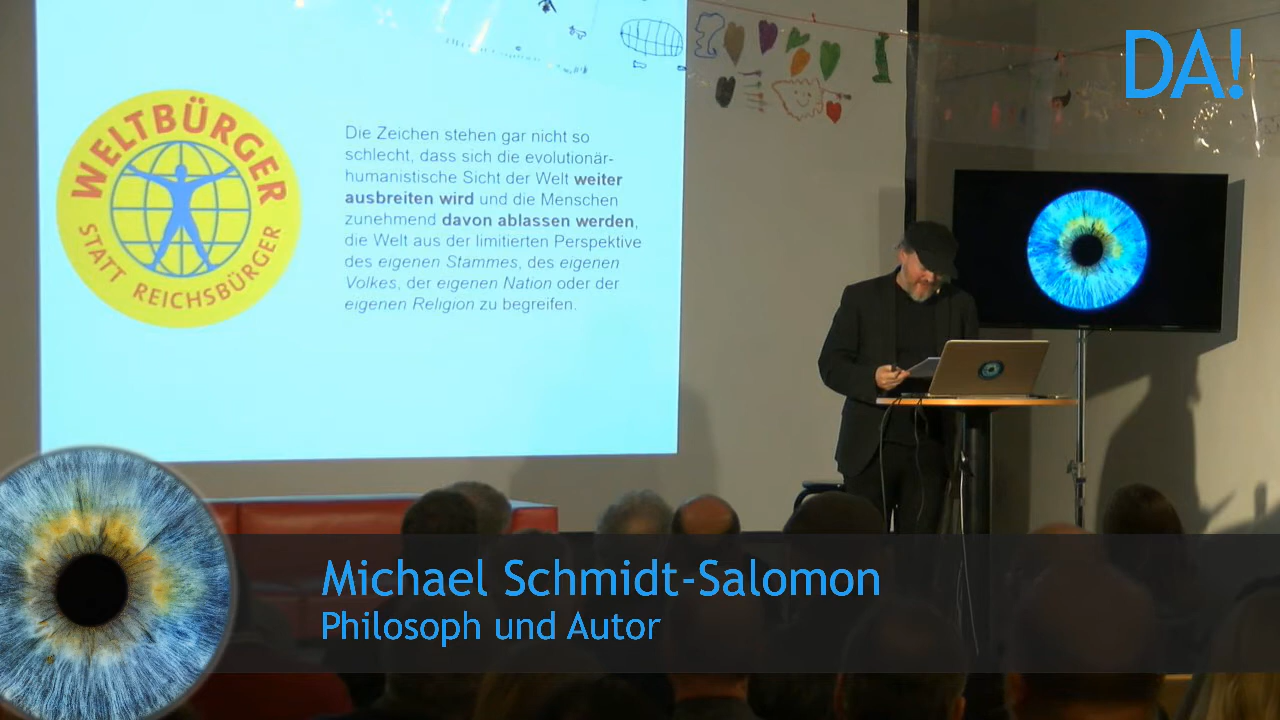 DA!
WELTBÜRGER
STATT REICHSBÜRGER
Die Zeichen stehen gar nicht so
schlecht, dass sich die evolutionär-
humanistische Sicht der Welt weiter
ausbreiten wird und die Menschen
zunehmend davon ablassen werden,
die Welt aus der limitierten Perspektive
des eigenen Stammes, des eigenen
Volkes, der eigenen Nation oder der
eigenen Religion zu begreifen.
Michael Schmidt-Salomon
Philosoph und Autor